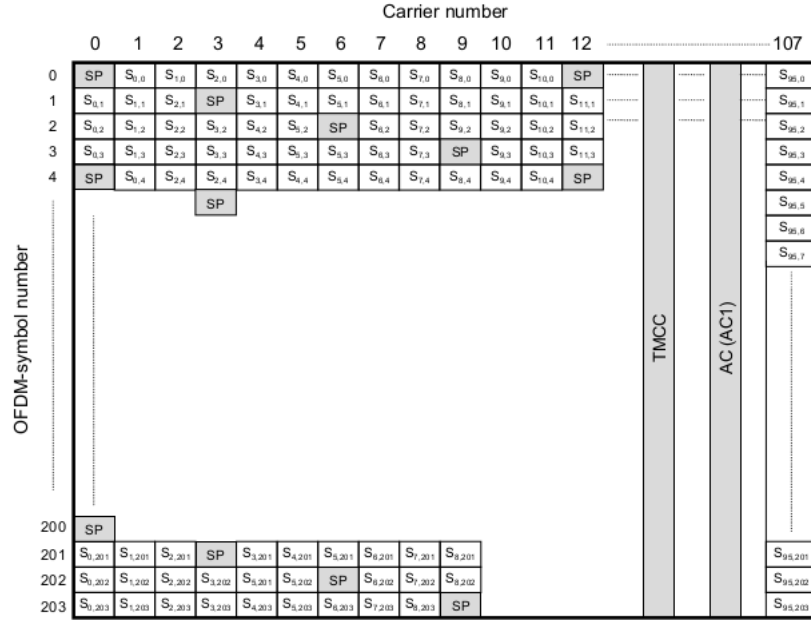 Carrier number
0 1 2 3 4 5 6 7 8 9 10 11 12 107
0 SP S0,0 S1,0 S2,0 S3,0 S4,0 S5,0 S6,0 S7,0 S8,0 S9,0 S10,0 SP S95,0
1 S0,1 S1,1 S2,1 SP S3,1 S4,1 S5,1 S6,1 S7,1 S8,1 S9,1 S10,1 S11,1 S95,1
2 S0,2 S1,2 S2,2 S3,2 S4,2 S5,2 SP S6,2 S7,2 S9,2 S9,2 S10,2 S11,2 S95,2
3 S0,3 S1,3 S2,3 S3,3 S4,3 S5,3 S5,3 S6,3 S7,3 SP S9,3 S10,3 S11,3 S95,3
4 SP S0,4 S2,4 S2,4 S3,4 S4,4 S5,4 S6,4 S7,4 S8,4 S9,4 S10,4 SP S95,4
SP S95,5
S95,6
S95,7
OFDM-symbol number
TMCC
AC (AC1)
200 SP
201 S0,201 S1,201 S2,201 SP S3,201 S4,201 S5,201 S6,201 S7,201 S8,201 S95,201
202 S0,202 S1,202 S2,202 S3,202 S5,201 S5,202 SP S6,202 S7,202 S8,202 S95,202
203 S0,203 S1,203 S2,203 S3,203 S4,203 S5,203 S6,203 S7,203 S8,203 SP S95,203